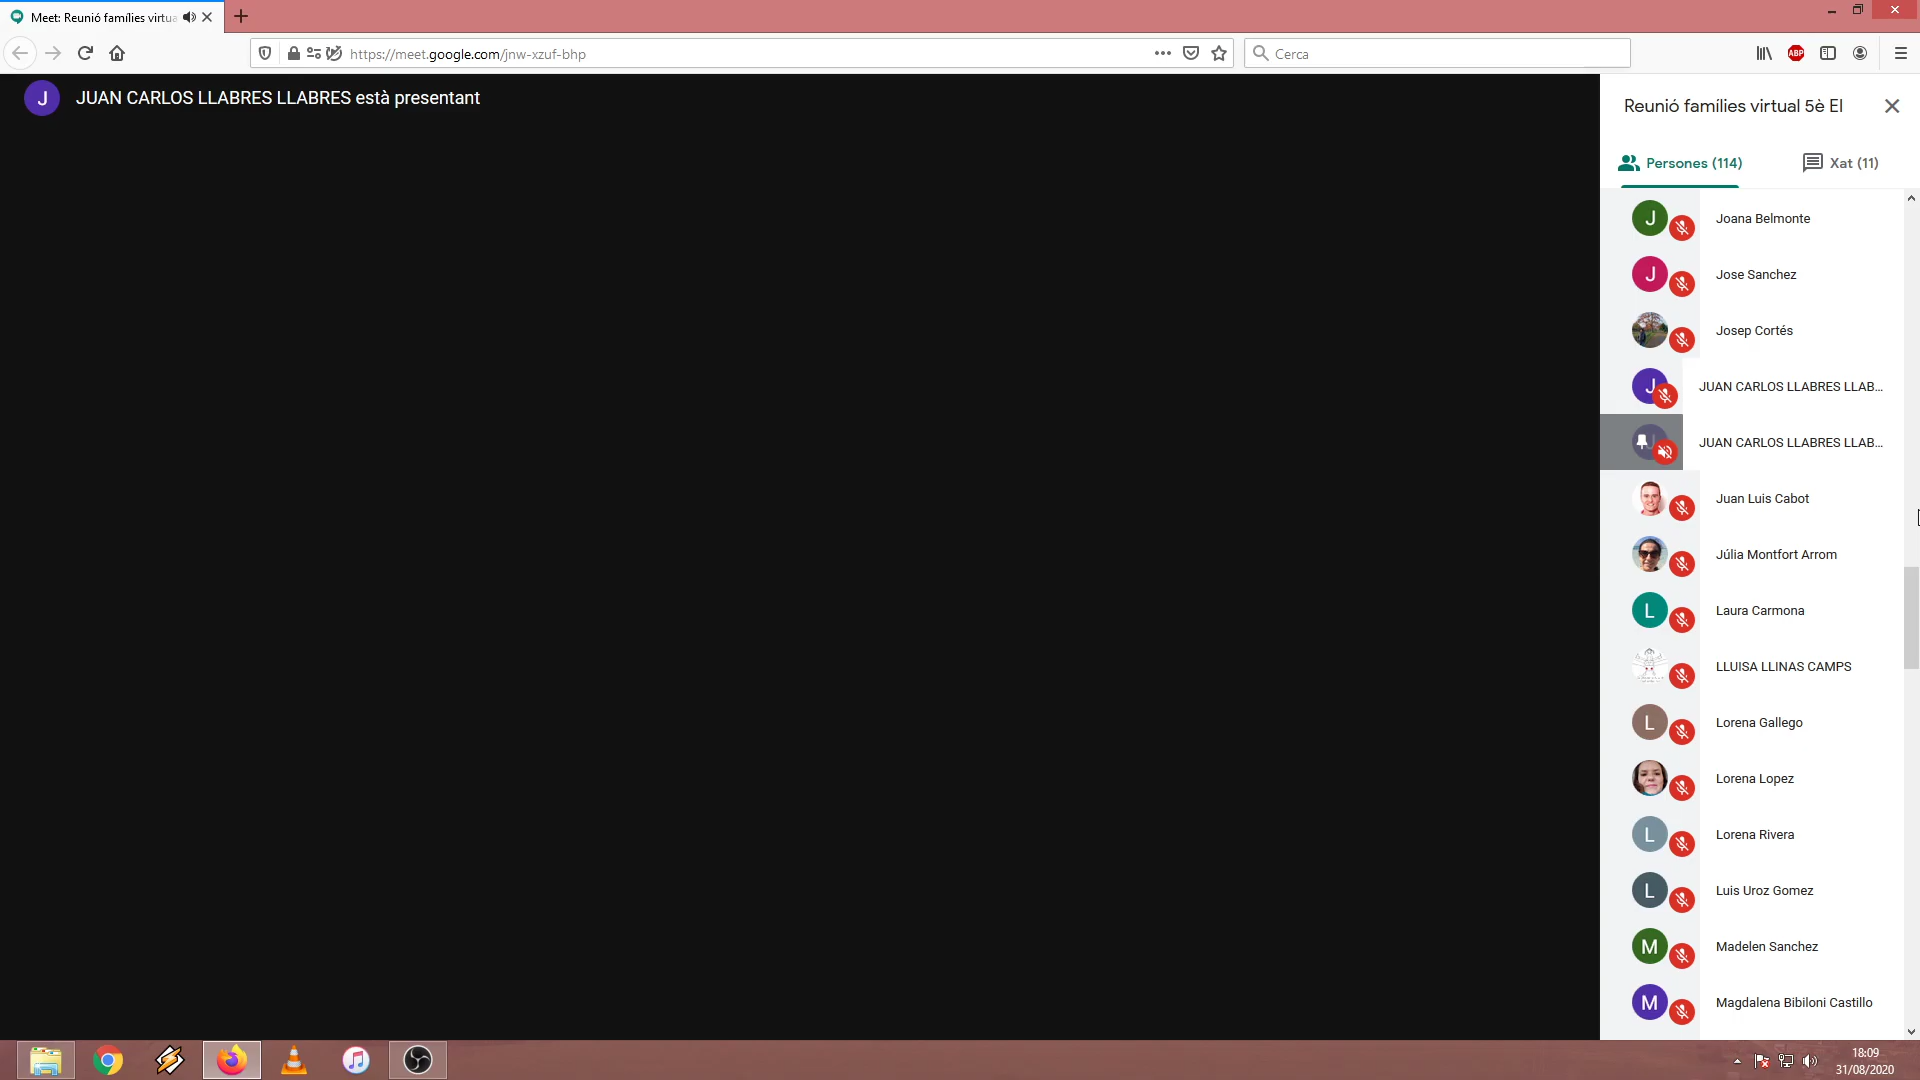 Meet: Reunió famílies virtua
https://meet.google.com/jnw-xzuf-bhp
Cerca
ABP
J
JUAN CARLOS LLABRES LLABRES està presentant
Reunió famílies virtual 5è EI
Persones (114)
Xat (11)
J
Joana Belmonte
J
Jose Sanchez
Josep Cortés
J
JUAN CARLOS LLABRES LLAB...
JUAN CARLOS LLABRES LLAB...
Juan Luis Cabot
Júlia Montfort Arrom
L
Laura Carmona
LLUISA LLINAS CAMPS
L
Lorena Gallego
Lorena Lopez
L
Lorena Rivera
L
Luis Uroz Gomez
M
Madelen Sanchez
M
Magdalena Bibiloni Castillo
18:09
31/08/2020